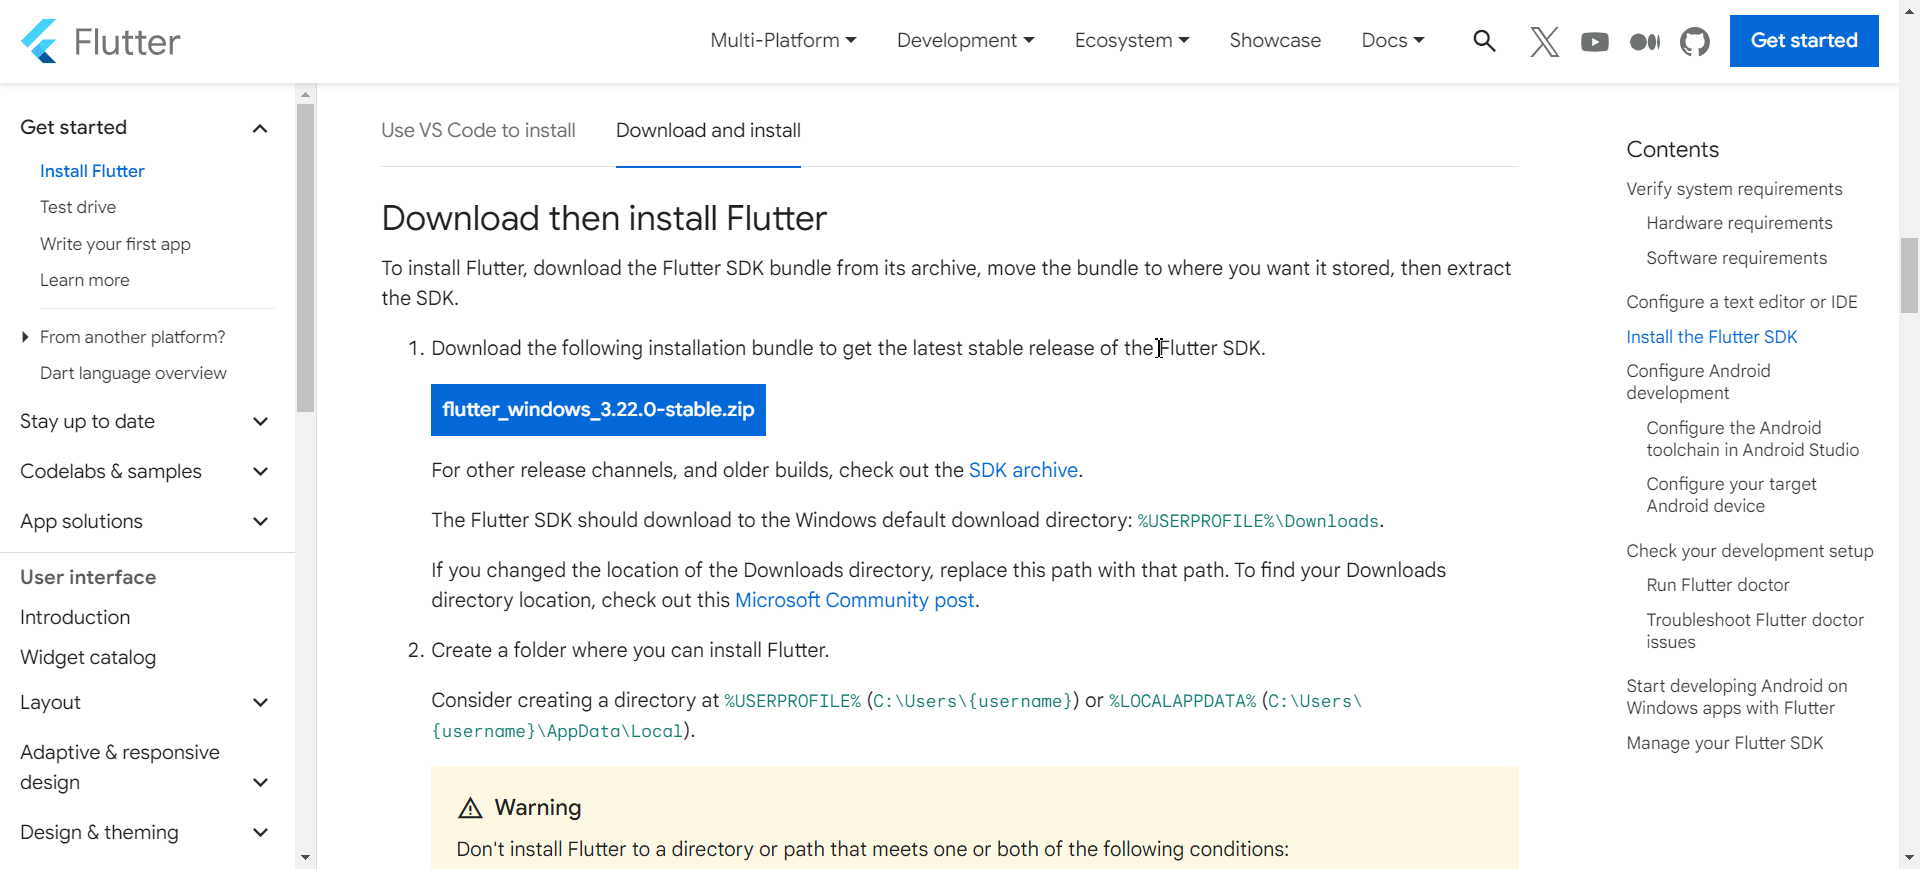 Flutter
Multi-Platform
Development
Ecosystem
Showcase
Docs
Get started
Get started
Install Flutter
Test drive
Write your first app
Learn more
From another platform?
Dart language overview
Stay up to date
Codelabs & samples
App solutions
User interface
Introduction
Widget catalog
Layout
Adaptive & responsive
design
Design & theming
Use VS Code to install
Download and install
Download then install Flutter
To install Flutter, download the Flutter SDK bundle from its archive, move the bundle to where you want it stored, then extract
the SDK.
1. Download the following installation bundle to get the latest stable release of the Flutter SDK.
flutter_windows_3.22.0-stable.zip
For other release channels, and older builds, check out the SDK archive.
The Flutter SDK should download to the Windows default download directory: %USERPROFILE%\Downloads.
If you changed the location of the Downloads directory, replace this path with that path. To find your Downloads
directory location, check out this Microsoft Community post.
2. Create a folder where you can install Flutter.
Consider creating a directory at %USERPROFILE% (C:\Users\{username}) or %LOCALAPPDATA% (C:\Users\
{username}\AppData\Local).
Warning
Don't install Flutter to a directory or path that meets one or both of the following conditions:
Contents
Verify system requirements
Hardware requirements
Software requirements
Configure a text editor or IDE
Install the Flutter SDK
Configure Android
development
Configure the Android
toolchain in Android Studio
Configure your target
Android device
Check your development setup
Run Flutter doctor
Troubleshoot Flutter doctor
issues
Start developing Android on
Windows apps with Flutter
Manage your Flutter SDK